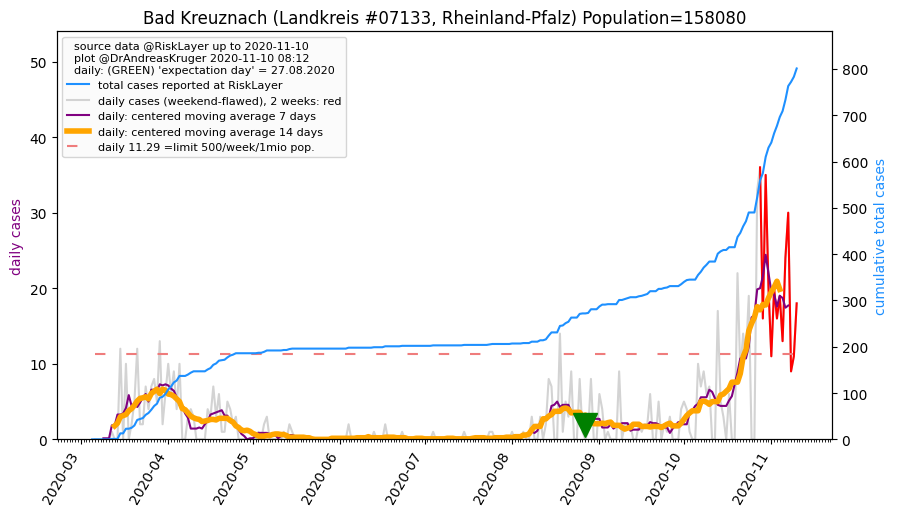 Bad Kreuznach (Landkreis #07133, Rheinland-Pfalz) Population=158080
source data @RiskLayer up to 2020-11-10
plot @DrAndreasKruger 2020-11-10 08:12
daily: (GREEN) 'expectation day' = 27.08.2020
total cases reported at RiskLayer
daily cases (weekend-flawed), 2 weeks: red
daily: centered moving average 7 days
daily: centered moving average 14 days
daily 11.29 =limit 500/week/1mio pop.
daily cases
50
40
30
20
10
0
cumulative total cases
800
700
600
500
400
300
200
100
0
2020-03
2020-04
2020-05
2020-06
2020-07
2020-08
2020-09
2020-10
2020-11